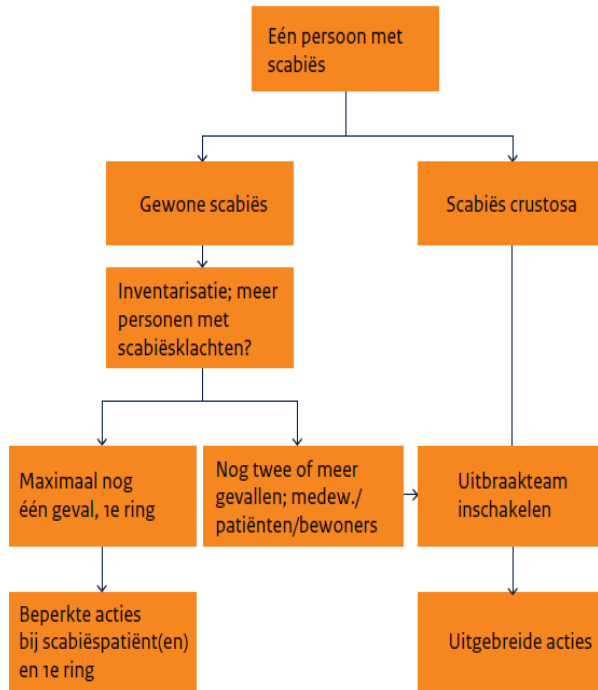 Eén persoon met
scabiës
Gewone scabiës
Scabiës crustosa
Inventarisatie; meer
personen met
scabiësklachten?
Maximaal nog
één geval, 1e ring
Nog twee of meer
gevallen; medew./
patiënten/bewoners
Uitbraakteam
inschakelen
Beperkte acties
bij scabiëspatiënt(en)
en 1e ring
Uitgebreide acties